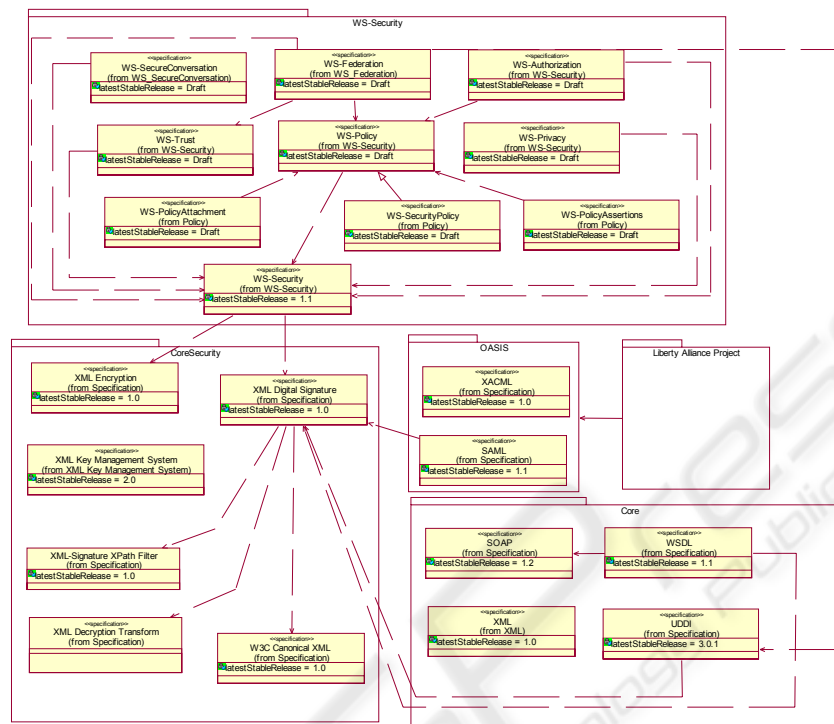 WS-Security
<<specification>>
WS-SecureConversation
(from WS_SecureConversation)
latestStableRelease = Draft
<<specification>>
WS-Federation
(from WS_Federation)
latestStableRelease = Draft
<<specification>>
WS-Authorization
(from WS-Security)
latestStableRelease = Draft
<<specification>>
WS-Trust
(from WS-Security)
latestStableRelease = Draft
<<specification>>
WS-Policy
(from WS-Security)
latestStableRelease = Draft
<<specification>>
WS-Privacy
(from WS-Security)
latestStableRelease = Draft
<<specification>>
WS-PolicyAttachment
(from Policy)
latestStableRelease = Draft
<<specification>>
WS-SecurityPolicy
(from Policy)
latestStableRelease = Draft
<<specification>>
WS-PolicyAssertions
(from Policy)
latestStableRelease = Draft
<<specification>>
WS-Security
(from WS-Security)
latestStableRelease = 1.1
CoreSecurity
<<specification>>
XML Encryption
(from Specification)
latestStableRelease = 1.0
<<specification>>
XML Digital Signature
(from Specification)
latestStableRelease = 1.0
<<specification>>
XML Key Management System
(from XML Key Management System)
latestStableRelease = 2.0
<<specification>>
XML-Signature XPath Filter
(from Specification)
latestStableRelease = 1.0
<<specification>>
XML Decryption Transform
(from Specification)
<<specification>>
W3C Canonical XML
(from Specification)
latestStableRelease = 1.0
OASIS
<<specification>>
XACML
(from Specification)
latestStableRelease = 1.0
<<specification>>
SAML
(from Specification)
latestStableRelease = 1.1
Liberty Alliance Project
Core
<<specification>>
SOAP
(from Specification)
latestStableRelease = 1.2
<<specification>>
WSDL
(from Specification)
latestStableRelease = 1.1
<<specification>>
XML
(from XML)
latestStableRelease = 1.0
<<specification>>
UDDI
(from Specification)
latestStableRelease = 3.0.1